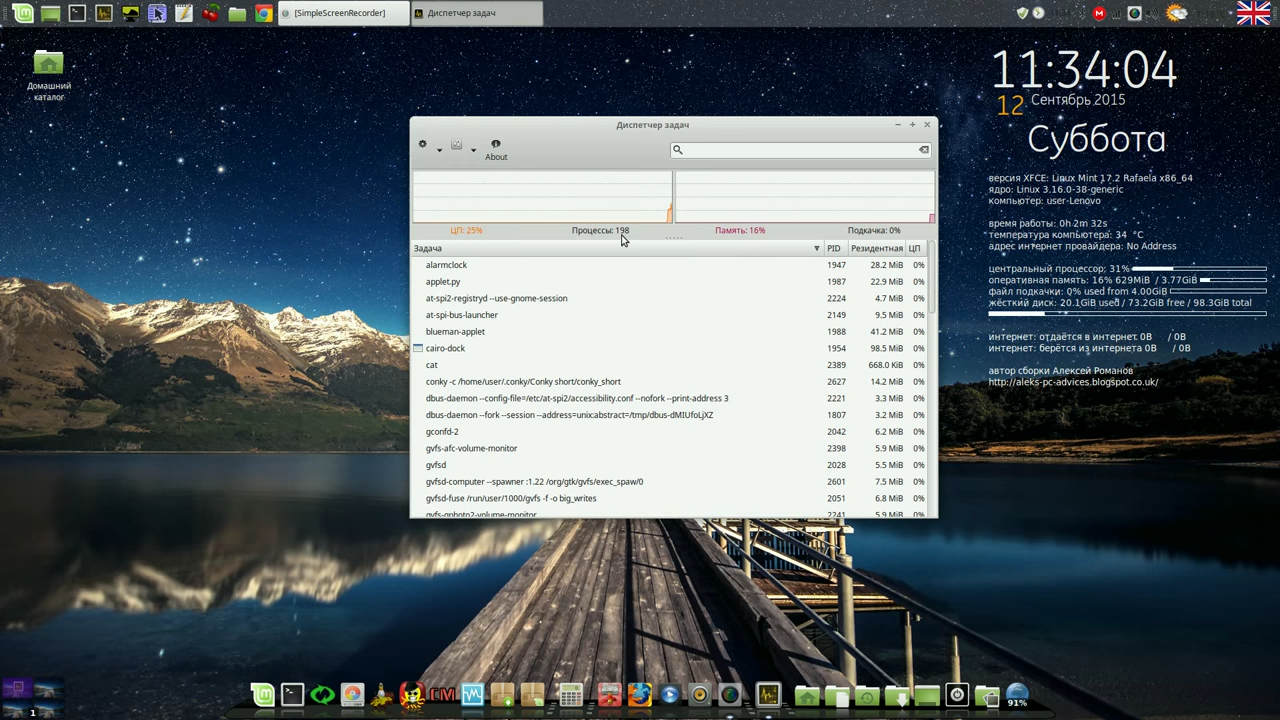 [SimpleScreenRecorder]
Диспетчер задач
Домашний
каталог
11:34:04
12 Сентябрь 2015
Суббота
версия XFCE: Linux Mint 17.2 Rafaela x86_64
ядро: Linux 3.16.0-38-generic
компьютер: user-Lenovo
время работы: 0h 2m 32s
температура компьютера: 34 °C
адрес интернет провайдера: No Address
центральный процессор: 31%
оперативная память: 16% 629MiB / 3.77GiB
файл подкачки: 0% used from 4.00GiB
жёсткий диск: 20.1GiB used / 73.2GiB free / 98.3GiB total
интернет: отдаётся в интернет 0B / 0B
интернет: берётся из интернета 0B / 0B
автор сборки Алексей Романов
http://aleks-pc-advices.blogspot.co.uk/
Диспетчер задач
About
ЦП: 25% Процессы: 198 Память: 16% Подкачка: 0%
Задача PID Резидентная ЦП
alarmclock 1947 28.2 MiB 0%
applet.py 1987 22.9 MiB 0%
at-spi2-registryd --use-gnome-session 2224 4.7 MiB 0%
at-spi-bus-launcher 2149 9.5 MiB 0%
blueman-applet 1988 41.2 MiB 0%
cairo-dock 1954 98.5 MiB 0%
cat 2389 668.0 KiB 0%
conky -c /home/user/.conky/Conky short/conky_short 2627 14.2 MiB 0%
dbus-daemon --config-file=/etc/at-spi2/accessibility.conf --nofork --print-address 3 2221 3.3 MiB 0%
dbus-daemon --fork --session --address=unix:abstract=/tmp/dbus-dMIUfoLjXZ 1807 3.2 MiB 0%
gconfd-2 2042 6.2 MiB 0%
gvfs-afc-volume-monitor 2398 5.9 MiB 0%
gvfsd 2028 5.5 MiB 0%
gvfsd-computer --spawner :1.22 /org/gtk/gvfs/exec_spaw/0 2601 7.5 MiB 0%
gvfsd-fuse /run/user/1000/gvfs -f -o big_writes 2051 6.8 MiB 0%
gvfs-gphoto2-volume-monitor 2241 5.9 MiB 0%
1
CM
91%